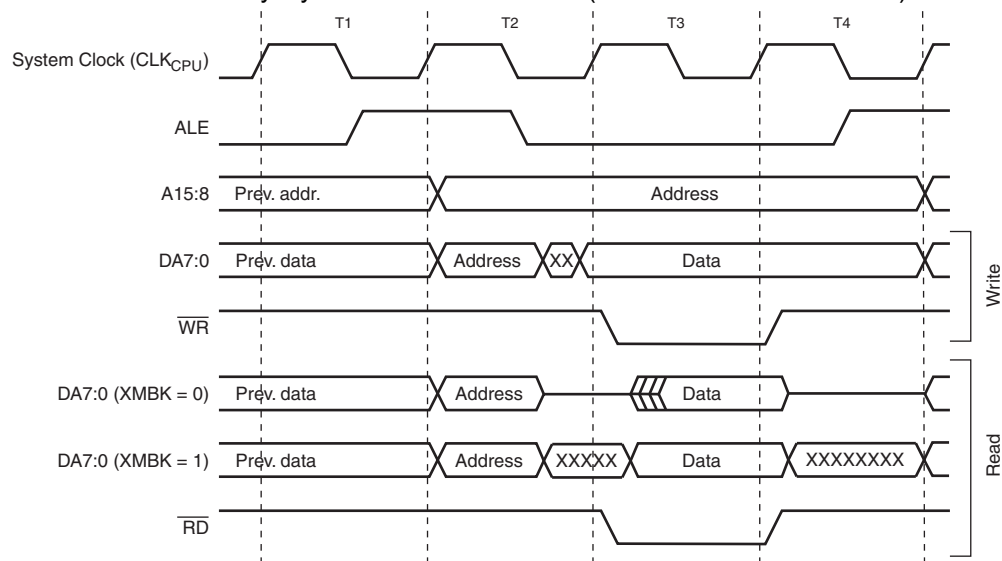 T1 T2 T3 T4
System Clock (CLKCPU)
ALE
A15:8 Prev. addr. Address
DA7:0 Prev. data Address XX Data
WR
Write
DA7:0 (XMBK = 0) Prev. data Address Data
DA7:0 (XMBK = 1) Prev. data Address XXXXX Data XXXXXXXX
RD
Read